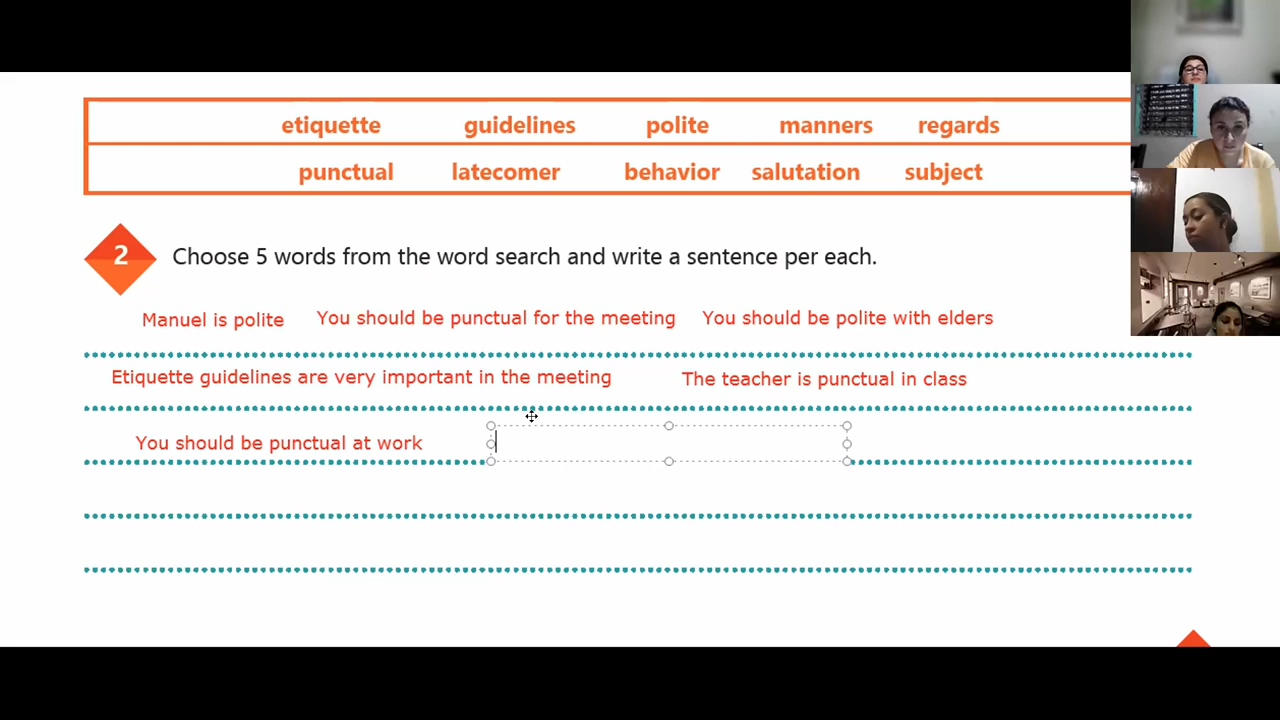 etiquette guidelines polite manners regards
punctual latecomer behavior salutation subject
2 Choose 5 words from the word search and write a sentence per each.
Manuel is polite You should be punctual for the meeting You should be polite with elders
Etiquette guidelines are very important in the meeting The teacher is punctual in class
You should be punctual at work